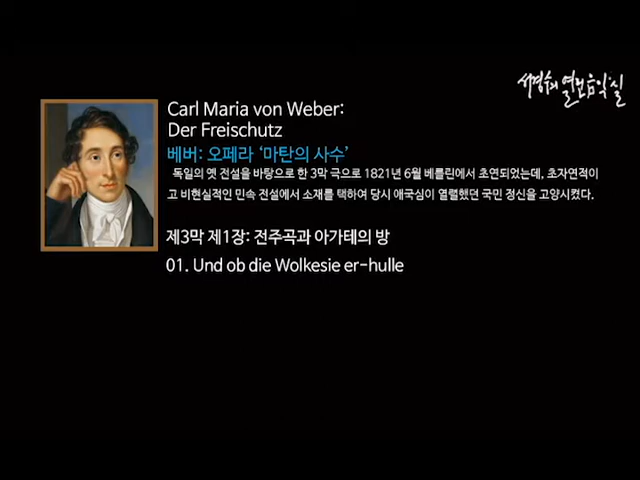 서경수의 열린음악실
Carl Maria von Weber:
Der Freischutz
베버: 오페라 ‘마탄의 사수’
독일의 옛 전설을 바탕으로 한 3막 극으로 1821년 6월 베를린에서 초연되었는데, 초자연적이
고 비현실적인 민속 전설에서 소재를 택하여 당시 애국심이 열렬했던 국민 정신을 고양시켰다.
제3막 제1장: 전주곡과 아가테의 방
01. Und ob die Wolkesie er-hulle